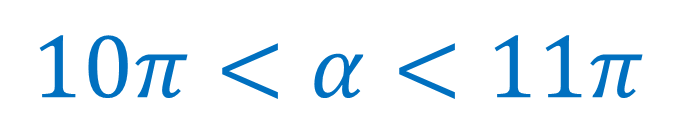 10𝜋 < 𝛼 < 11𝜋